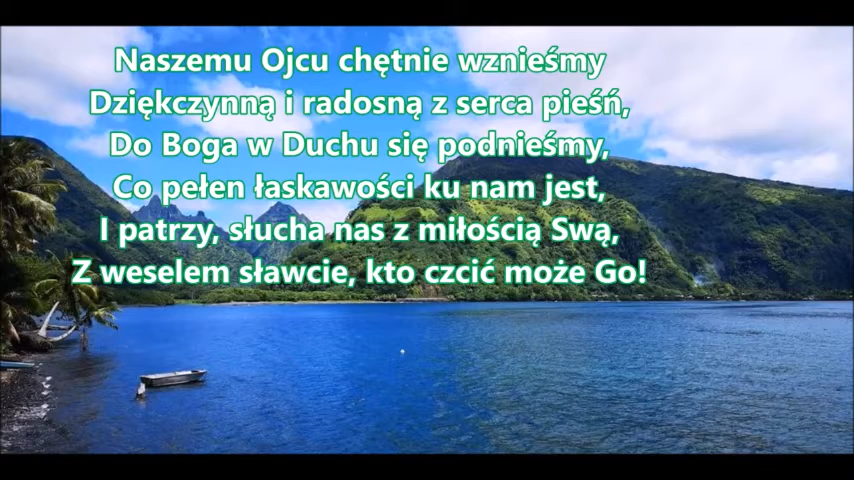 Naszemu Ojcu chętnie wznieśmy
Dziękczynną i radosną z serca pieśń,
Do Boga w Duchu się podnieśmy,
Co pełen łaskawości ku nam jest,
I patrzy, słucha nas z miłością Swą,
Z weselem sławcie, kto czcić może Go!